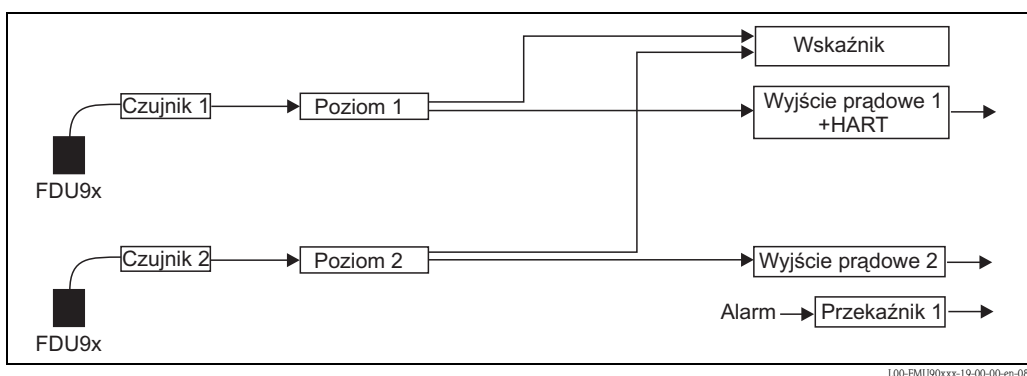 Wskaźnik
Czujnik 1
Poziom 1
Wyjście prądowe 1
+HART
FDU9x
Czujnik 2
Poziom 2
Wyjście prądowe 2
Alarm
Przekaźnik 1
FDU9x
L00-FMU90xxx-19-00-00-en-08